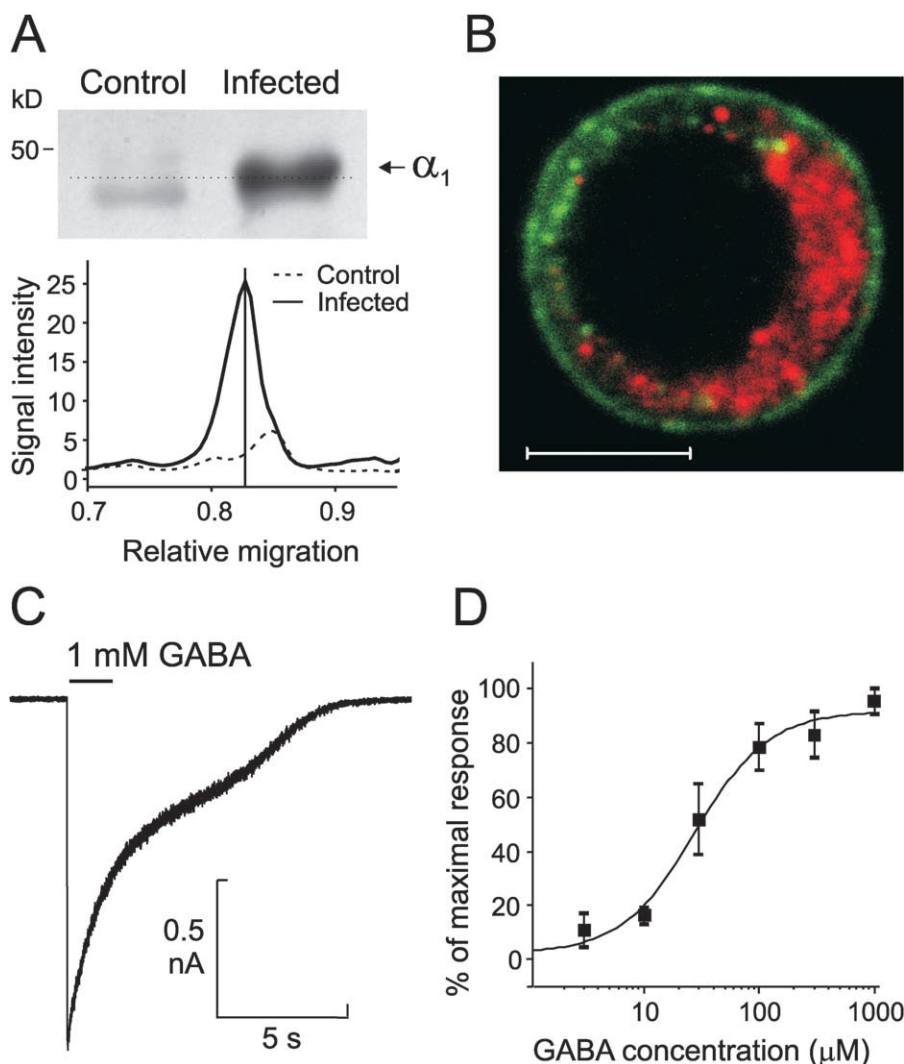 A
Control Infected
kD
50
← α1
25
20
15
10
5
0
Signal intensity
Control
Infected
0.7 0.8 0.9
Relative migration
B
C
1 mM GABA
0.5
nA
5 s
D
100
80
60
40
20
0
% of maximal response
10 100 1000
GABA concentration (μM)